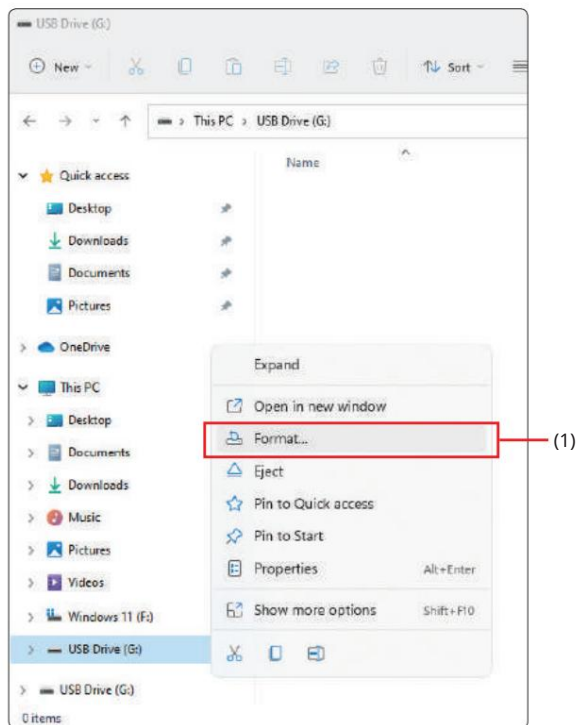 USB Drive (G:)
New
Sort
This PC > USB Drive (G:)
Name
Quick access
Desktop
Downloads
Documents
Pictures
OneDrive
This PC
Desktop
Documents
Downloads
Music
Pictures
Videos
Windows 11 (F:)
USB Drive (G:)
USB Drive (G:)
0 items
Expand
Open in new window
Format...
Eject
Pin to Quick access
Pin to Start
Properties Alt+Enter
Show more options Shift+F10
(1)